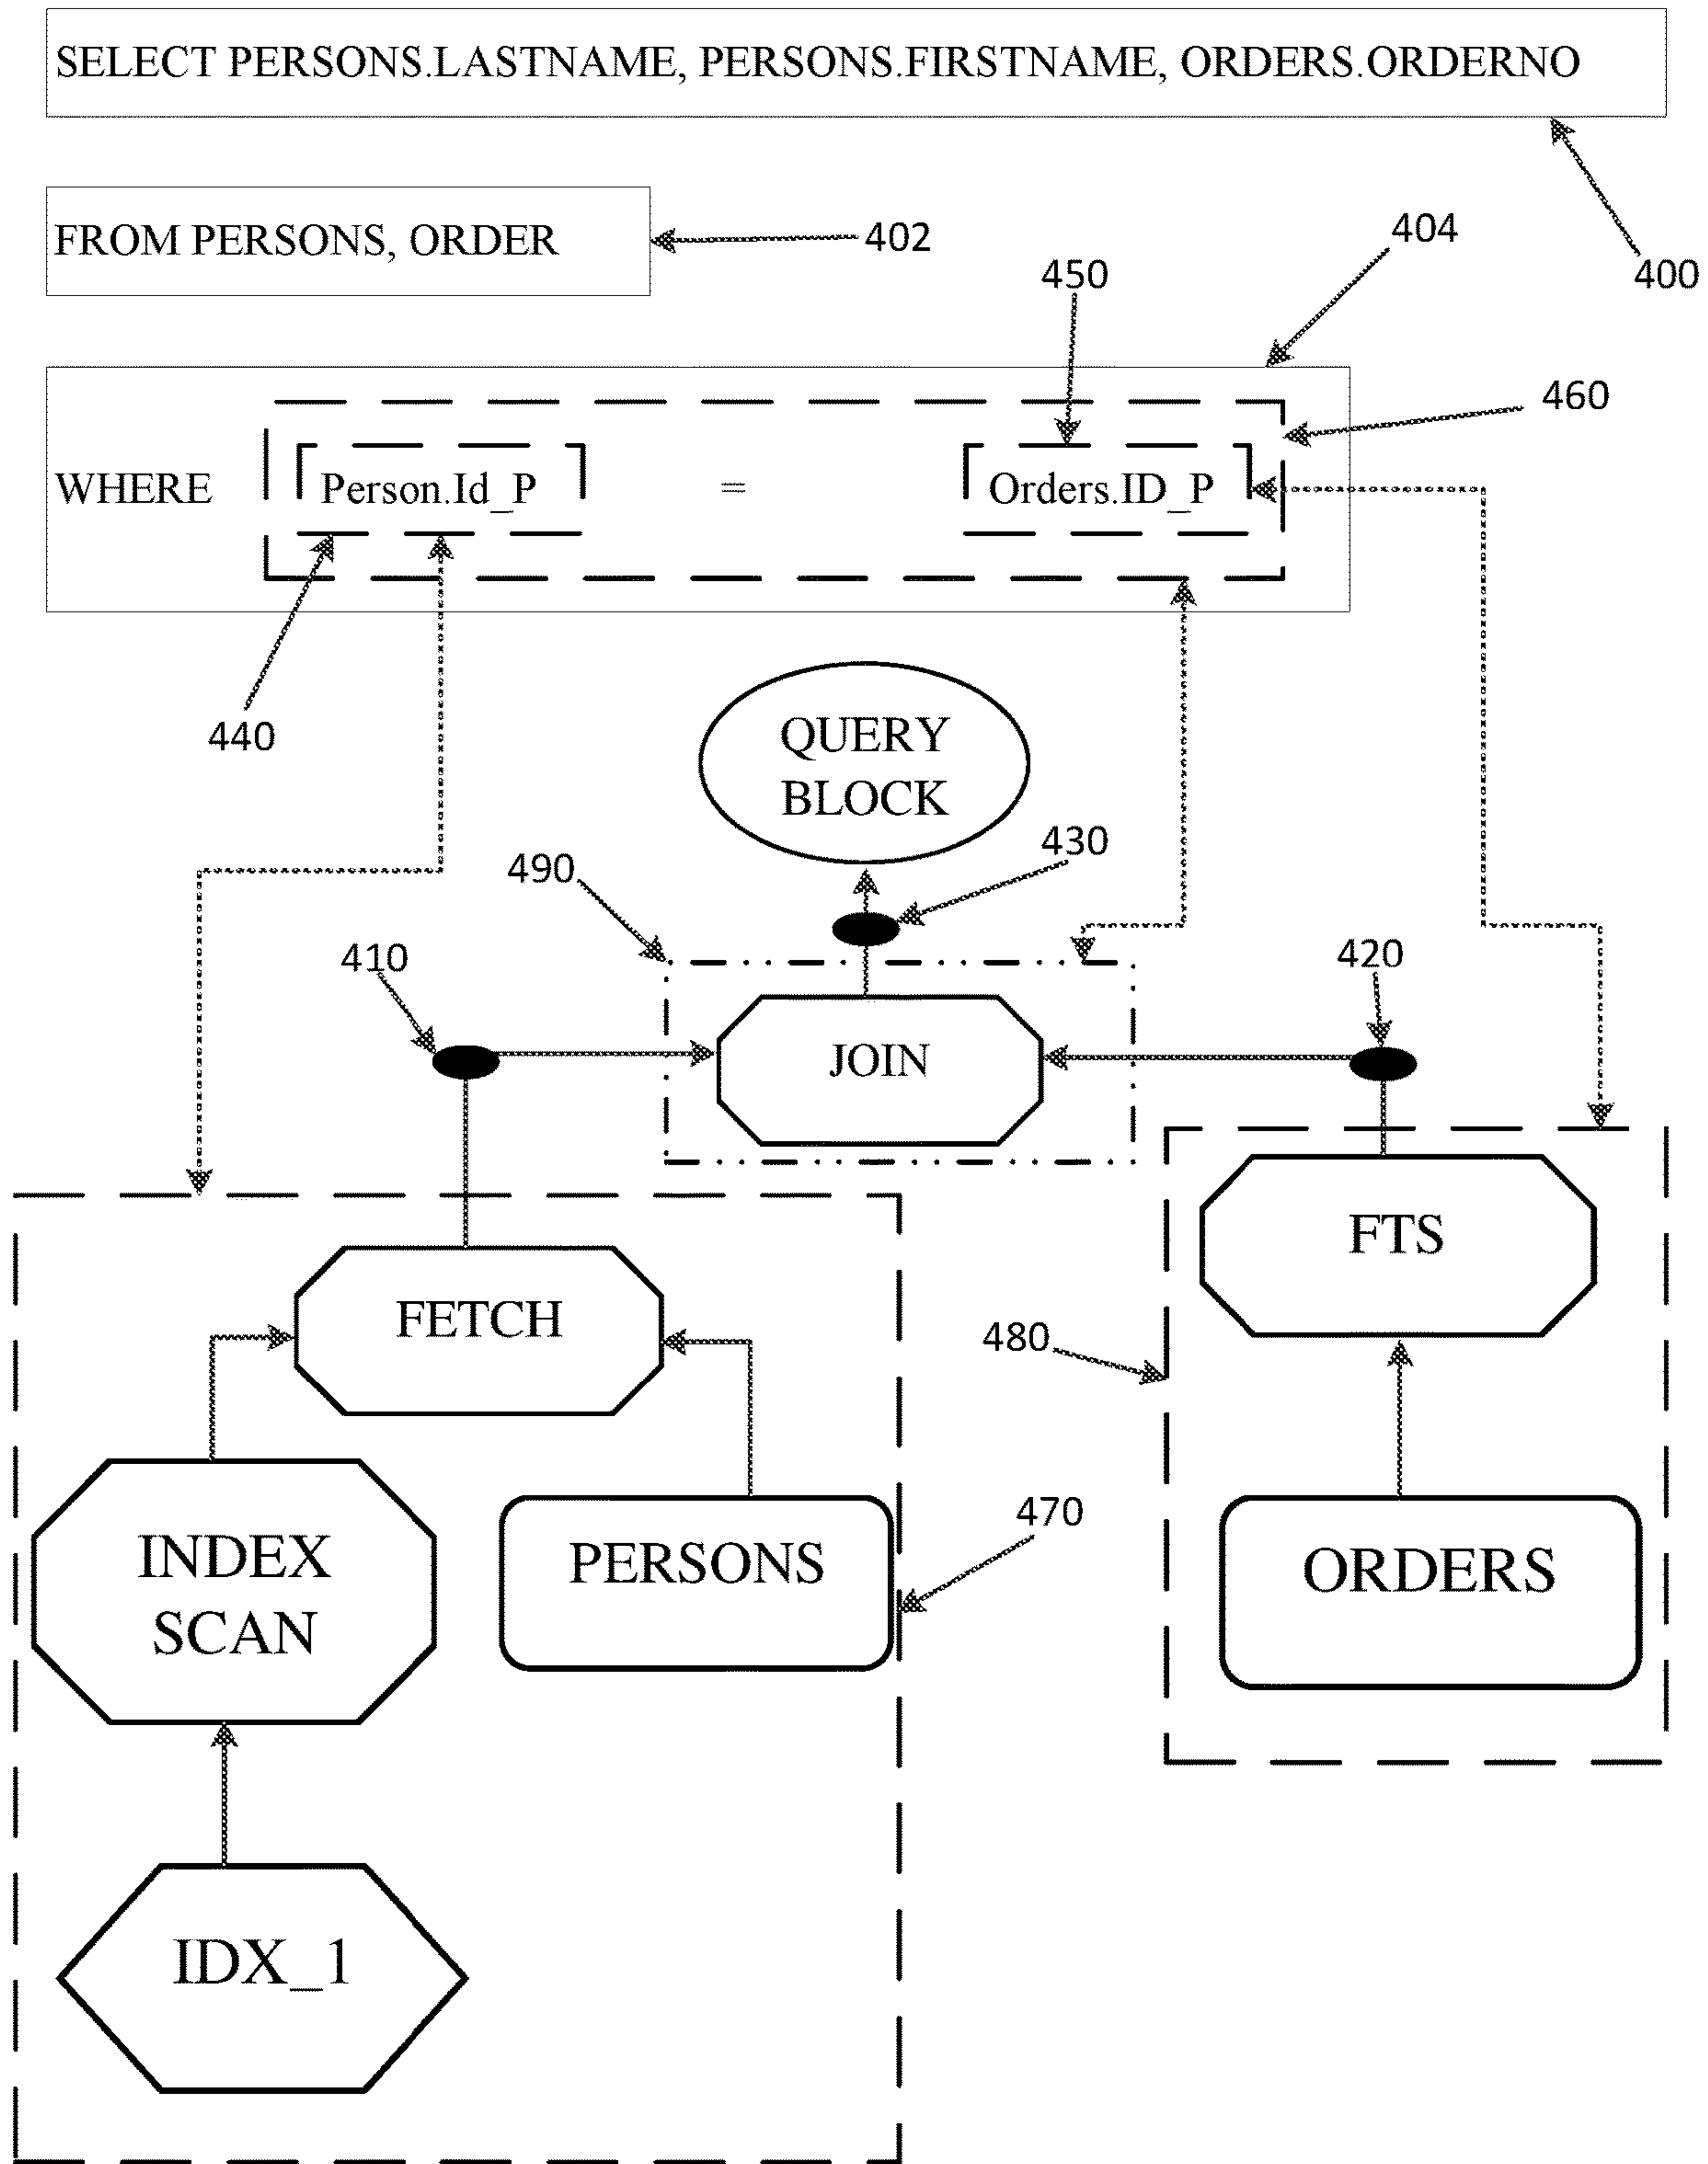 SELECT PERSONS.LASTNAME, PERSONS.FIRSTNAME, ORDERS.ORDERNO
400
FROM PERSONS, ORDER
402
404
450
460
WHERE Person.Id_P = Orders.ID_P
440
QUERY
BLOCK
430
490
410
420
JOIN
FTS
FETCH
480
470
INDEX
SCAN
PERSONS
ORDERS
IDX_1